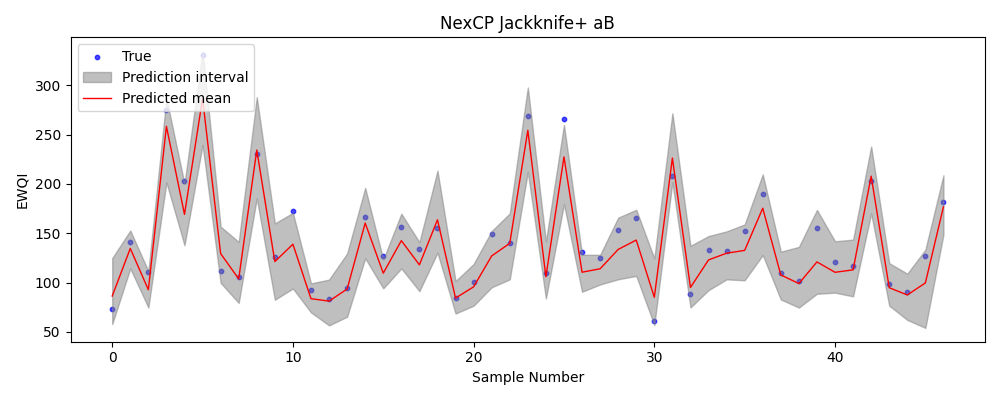 NexCP Jackknife+ aB
True
Prediction interval
Predicted mean
EWQI
300
250
200
150
100
50
0
10
20
30
40
Sample Number